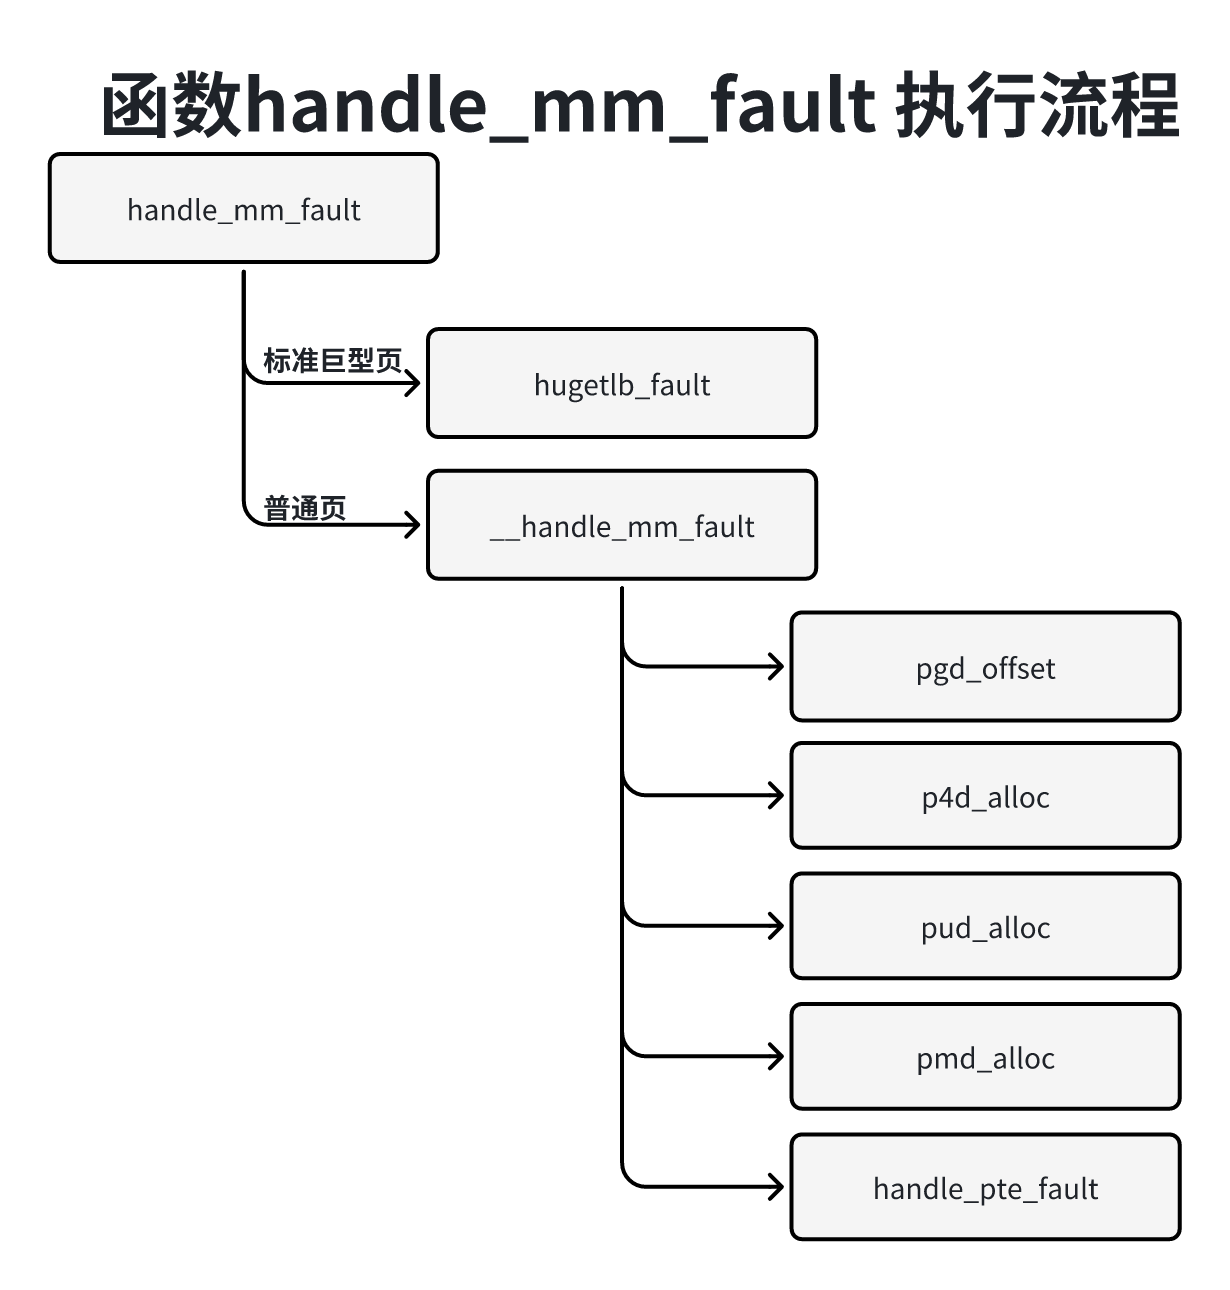 函数handle_mm_fault 执行流程
handle_mm_fault
标准巨型页
hugetlb_fault
普通页
__handle_mm_fault
pgd_offset
p4d_alloc
pud_alloc
pmd_alloc
handle_pte_fault